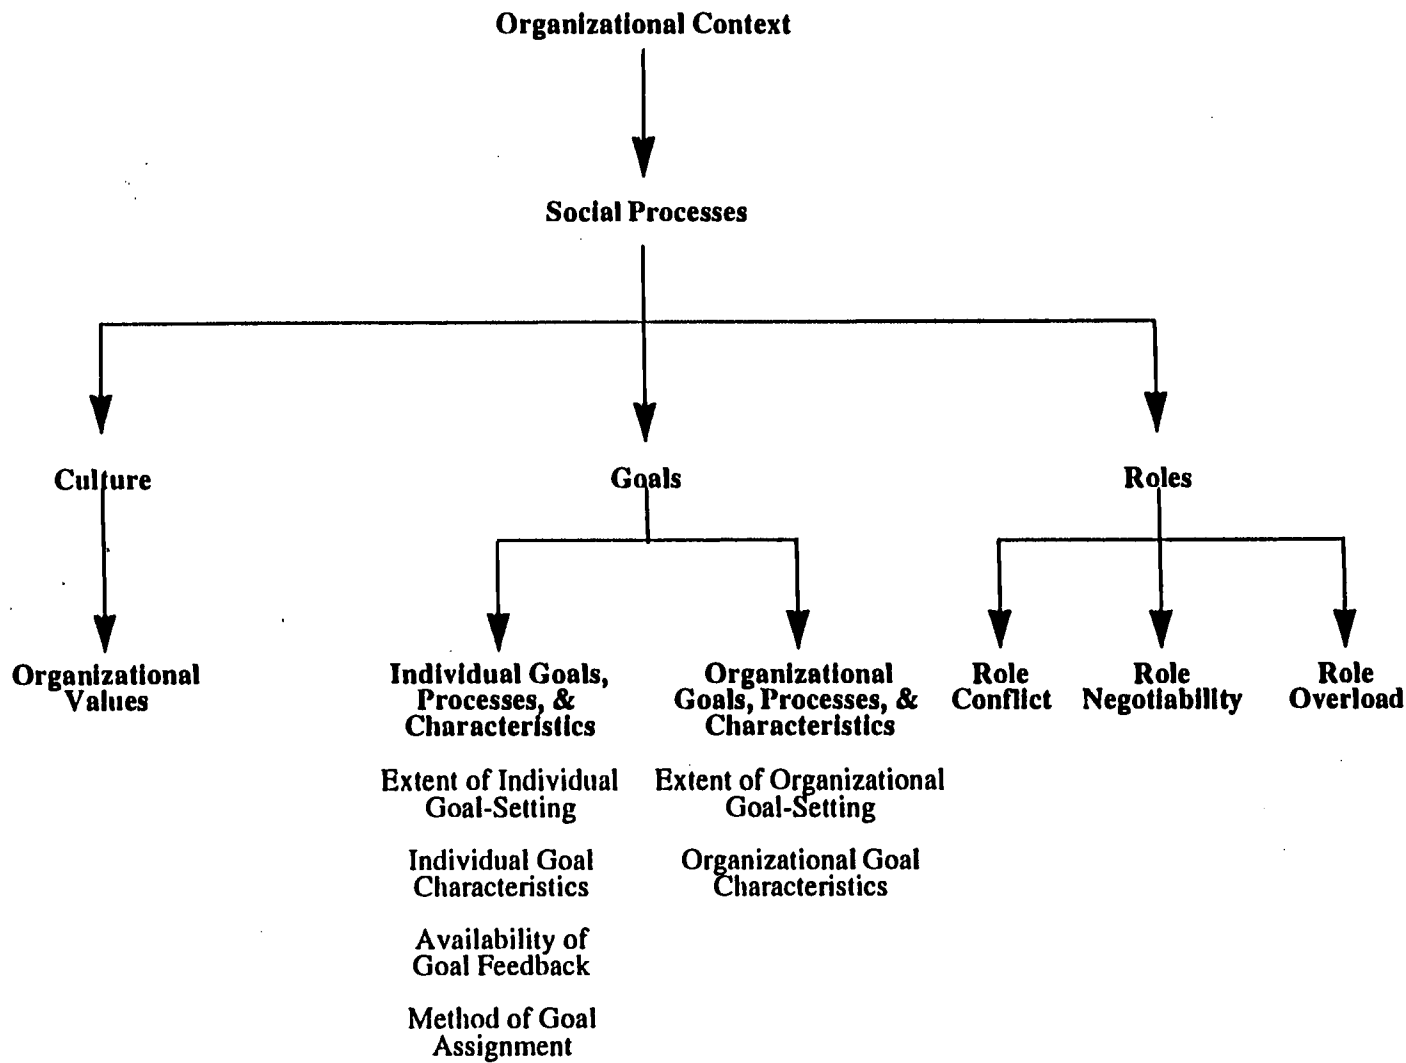 Organizational Context
Social Processes
Culture
Goals
Roles
Organizational
Values
Individual Goals,
Processes, &
Characteristics
Extent of Individual
Goal-Setting
Individual Goal
Characteristics
Availability of
Goal Feedback
Method of Goal
Assignment
Organizational
Goals, Processes, &
Characteristics
Extent of Organizational
Goal-Setting
Organizational Goal
Characteristics
Role
Conflict
Role
Negotiability
Role
Overload